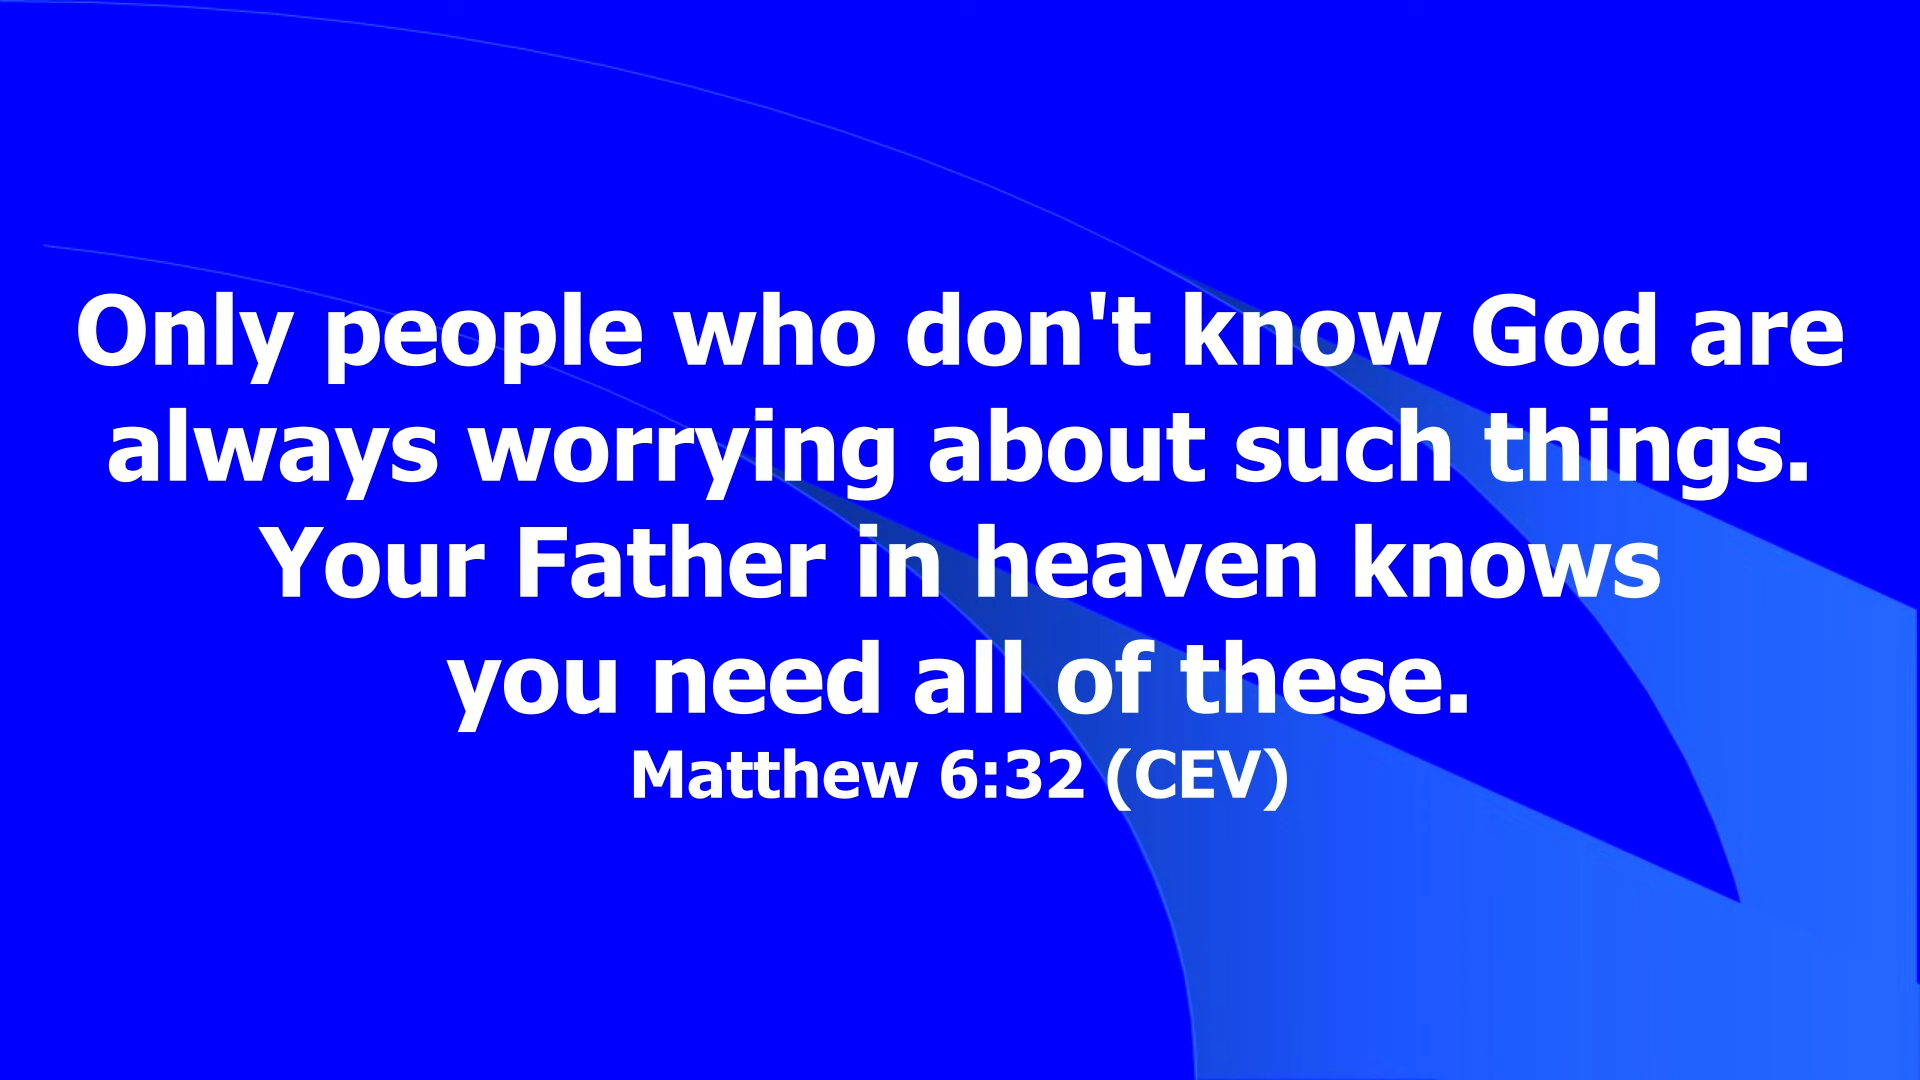 Only people who don't know God are
always worrying about such things.
Your Father in heaven knows
you need all of these.
Matthew 6:32 (CEV)